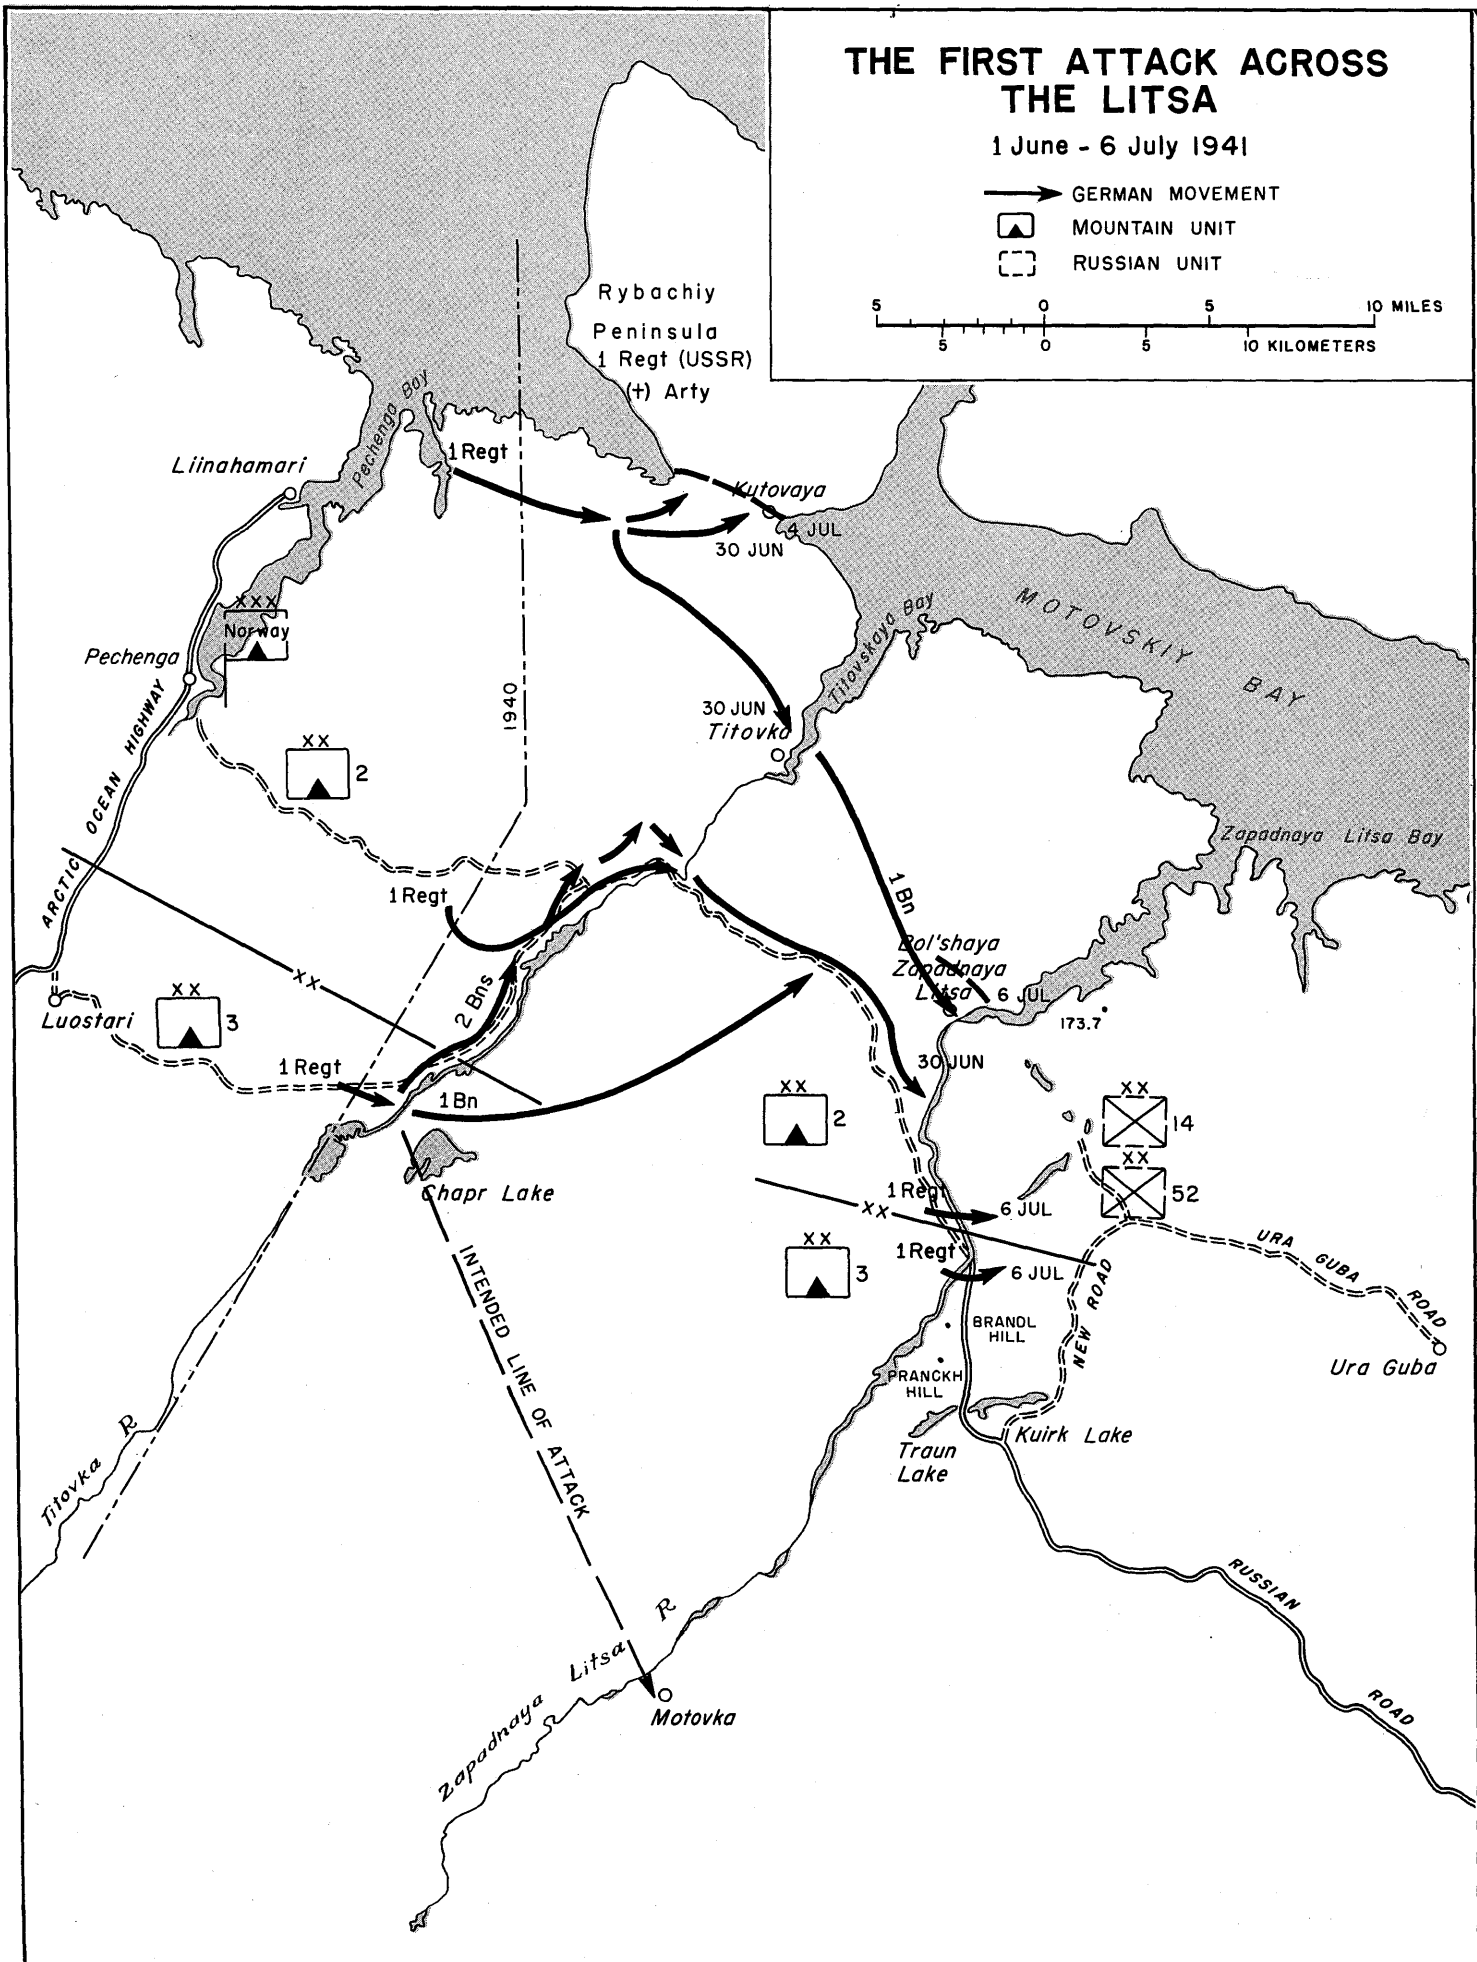 THE FIRST ATTACK ACROSS
THE LITSA
1 June - 6 July 1941
GERMAN MOVEMENT
MOUNTAIN UNIT
RUSSIAN UNIT
5 0 5 10 MILES
5 0 5 10 KILOMETERS
Rybachiy
Peninsula
1 Regt (USSR)
(+) Arty
Pechenga Bay
Liinahamari
1 Regt
Kutovaya
4 JUL
30 JUN
MOTOVSKIY
BAY
Titovskaya Bay
XXX
Norway
Pechenga
ARCTIC OCEAN HIGHWAY
1940
30 JUN
Titovka
XX
2
Zapadnaya Litsa Bay
1 Regt
1 Bn
Bol'shaya
Zapadnaya
Litsa
6 JUL
173.7
XX
2 Bns
XX
3
Luostari
1 Regt
1 Bn
30 JUN
XX
2
XX
14
XX
52
Chapr Lake
1 Regt
6 JUL
XX
1 Regt
6 JUL
XX
3
URA GUBA ROAD
NEW ROAD
Ura Guba
BRANDL
HILL
PRANCKH
HILL
INTENDED LINE OF ATTACK
Kuirk Lake
Traun
Lake
Titovka R
RUSSIAN ROAD
Zapadnaya Litsa R
Motovka